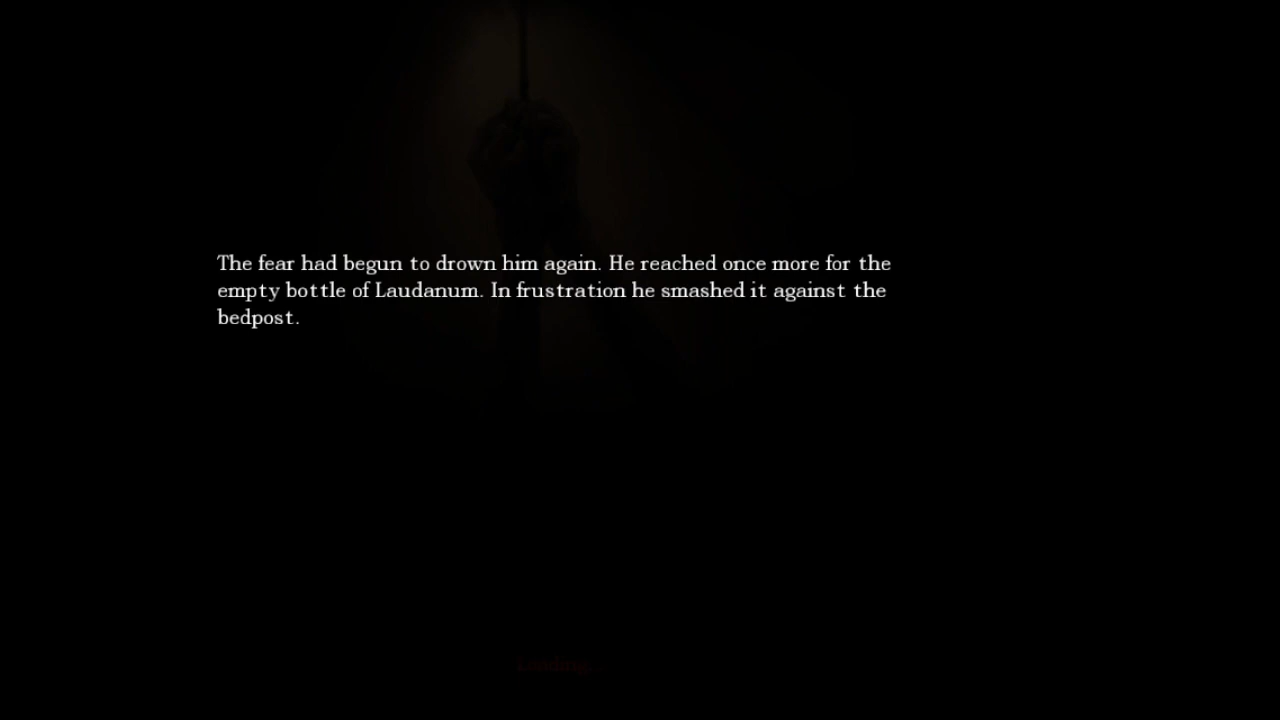 The fear had begun to drown him again. He reached once more for the
empty bottle of Laudanum. In frustration he smashed it against the
bedpost.
Loading...